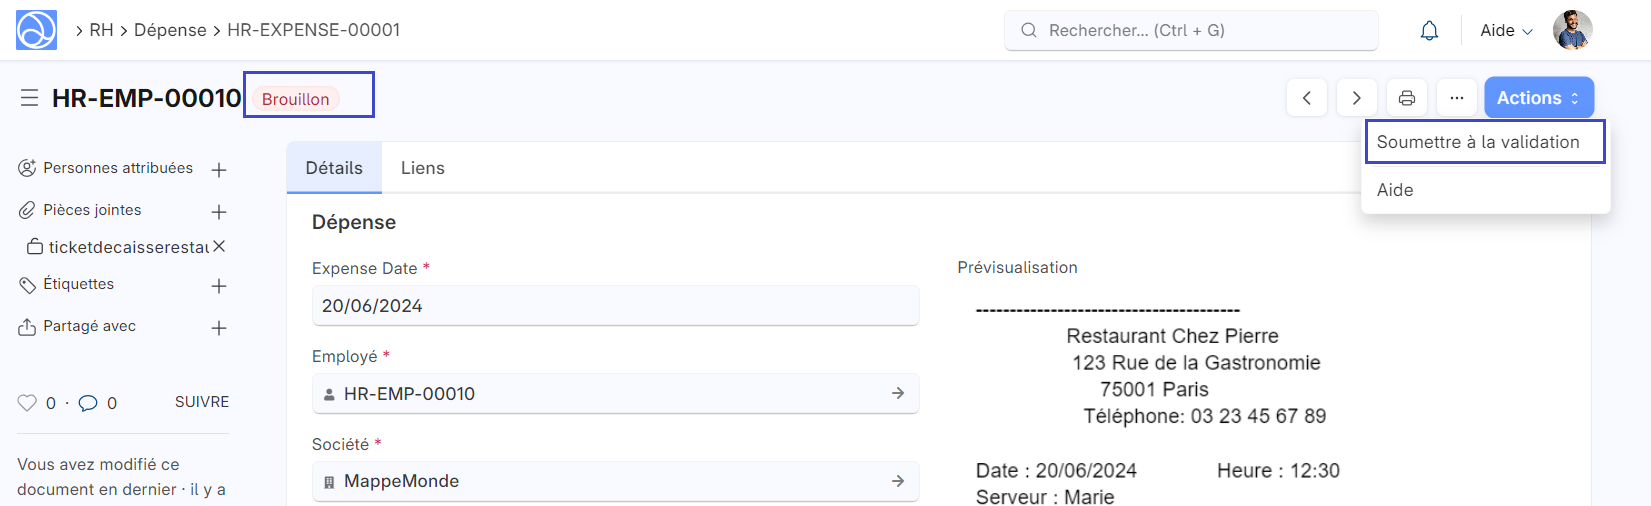 RH > Dépense > HR-EXPENSE-00001
Rechercher... (Ctrl + G)
Aide
HR-EMP-00010
Brouillon
Actions
Soumettre à la validation
Aide
Personnes attribuées
Pièces jointes
ticketdecaisserestau
Étiquettes
Partagé avec
0 · 0 SUIVRE
Vous avez modifié ce
document en dernier · il y a
Détails
Liens
Dépense
Expense Date *
20/06/2024
Employé *
HR-EMP-00010
Société *
MappeMonde
Prévisualisation
----------------------------------------
Restaurant Chez Pierre
123 Rue de la Gastronomie
75001 Paris
Téléphone: 03 23 45 67 89
Date : 20/06/2024 Heure : 12:30
Serveur : Marie